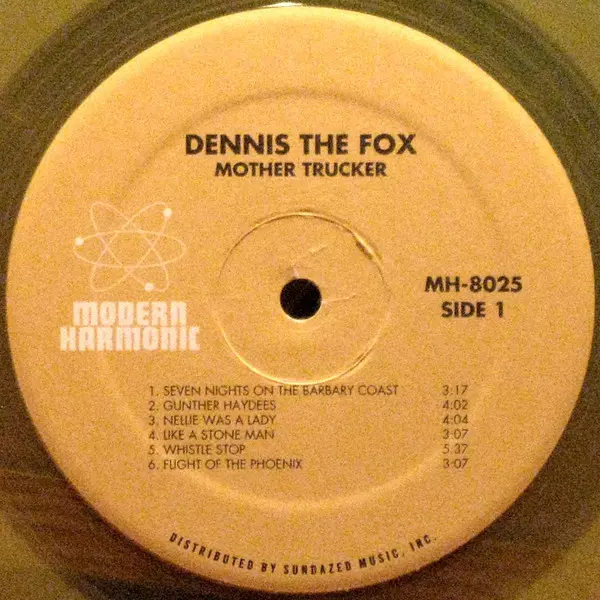 DENNIS THE FOX
MOTHER TRUCKER
MODERN
HARMONIC
MH-8025
SIDE 1
1. SEVEN NIGHTS ON THE BARBARY COAST 3:17
2. GUNTHER HAYDEES 4:02
3. NELLIE WAS A LADY 4:04
4. LIKE A STONE MAN 3:07
5. WHISTLE STOP 5:37
6. FLIGHT OF THE PHOENIX 3:07
DISTRIBUTED BY SUNDAZED MUSIC, INC.